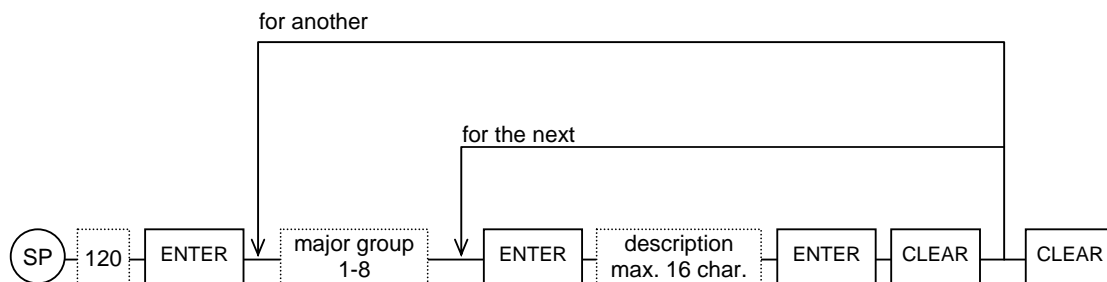 for another
for the next
SP
120
ENTER
major group
1-8
ENTER
description
max. 16 char.
ENTER
CLEAR
CLEAR